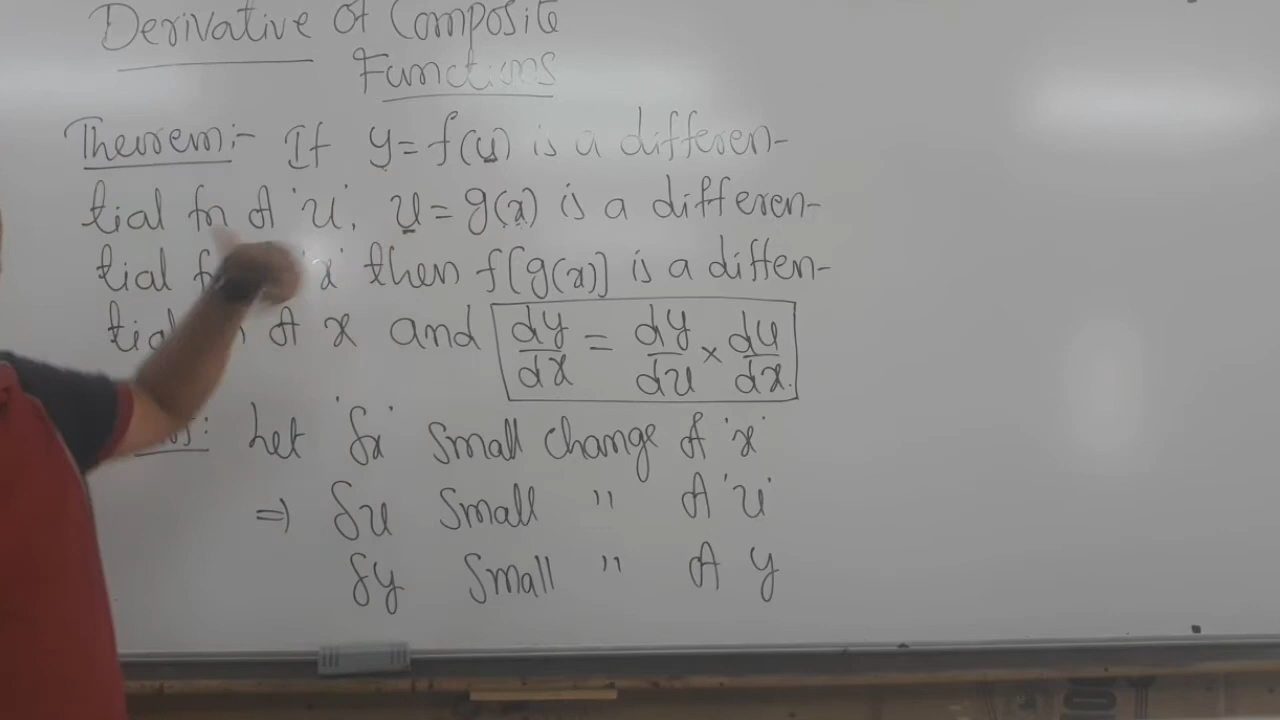 Derivative of Composite
Functions
Theorem:- If y=f(u) is a differen-
tial fn of 'u'. u=g(x) is a differen-
tial 'x' then f[g(x)] is a differen-
of x and dy/dx = dy/du × du/dx.
Let 'δx' small change of 'x'
⇒ δu small " of 'u'
δy small " of y